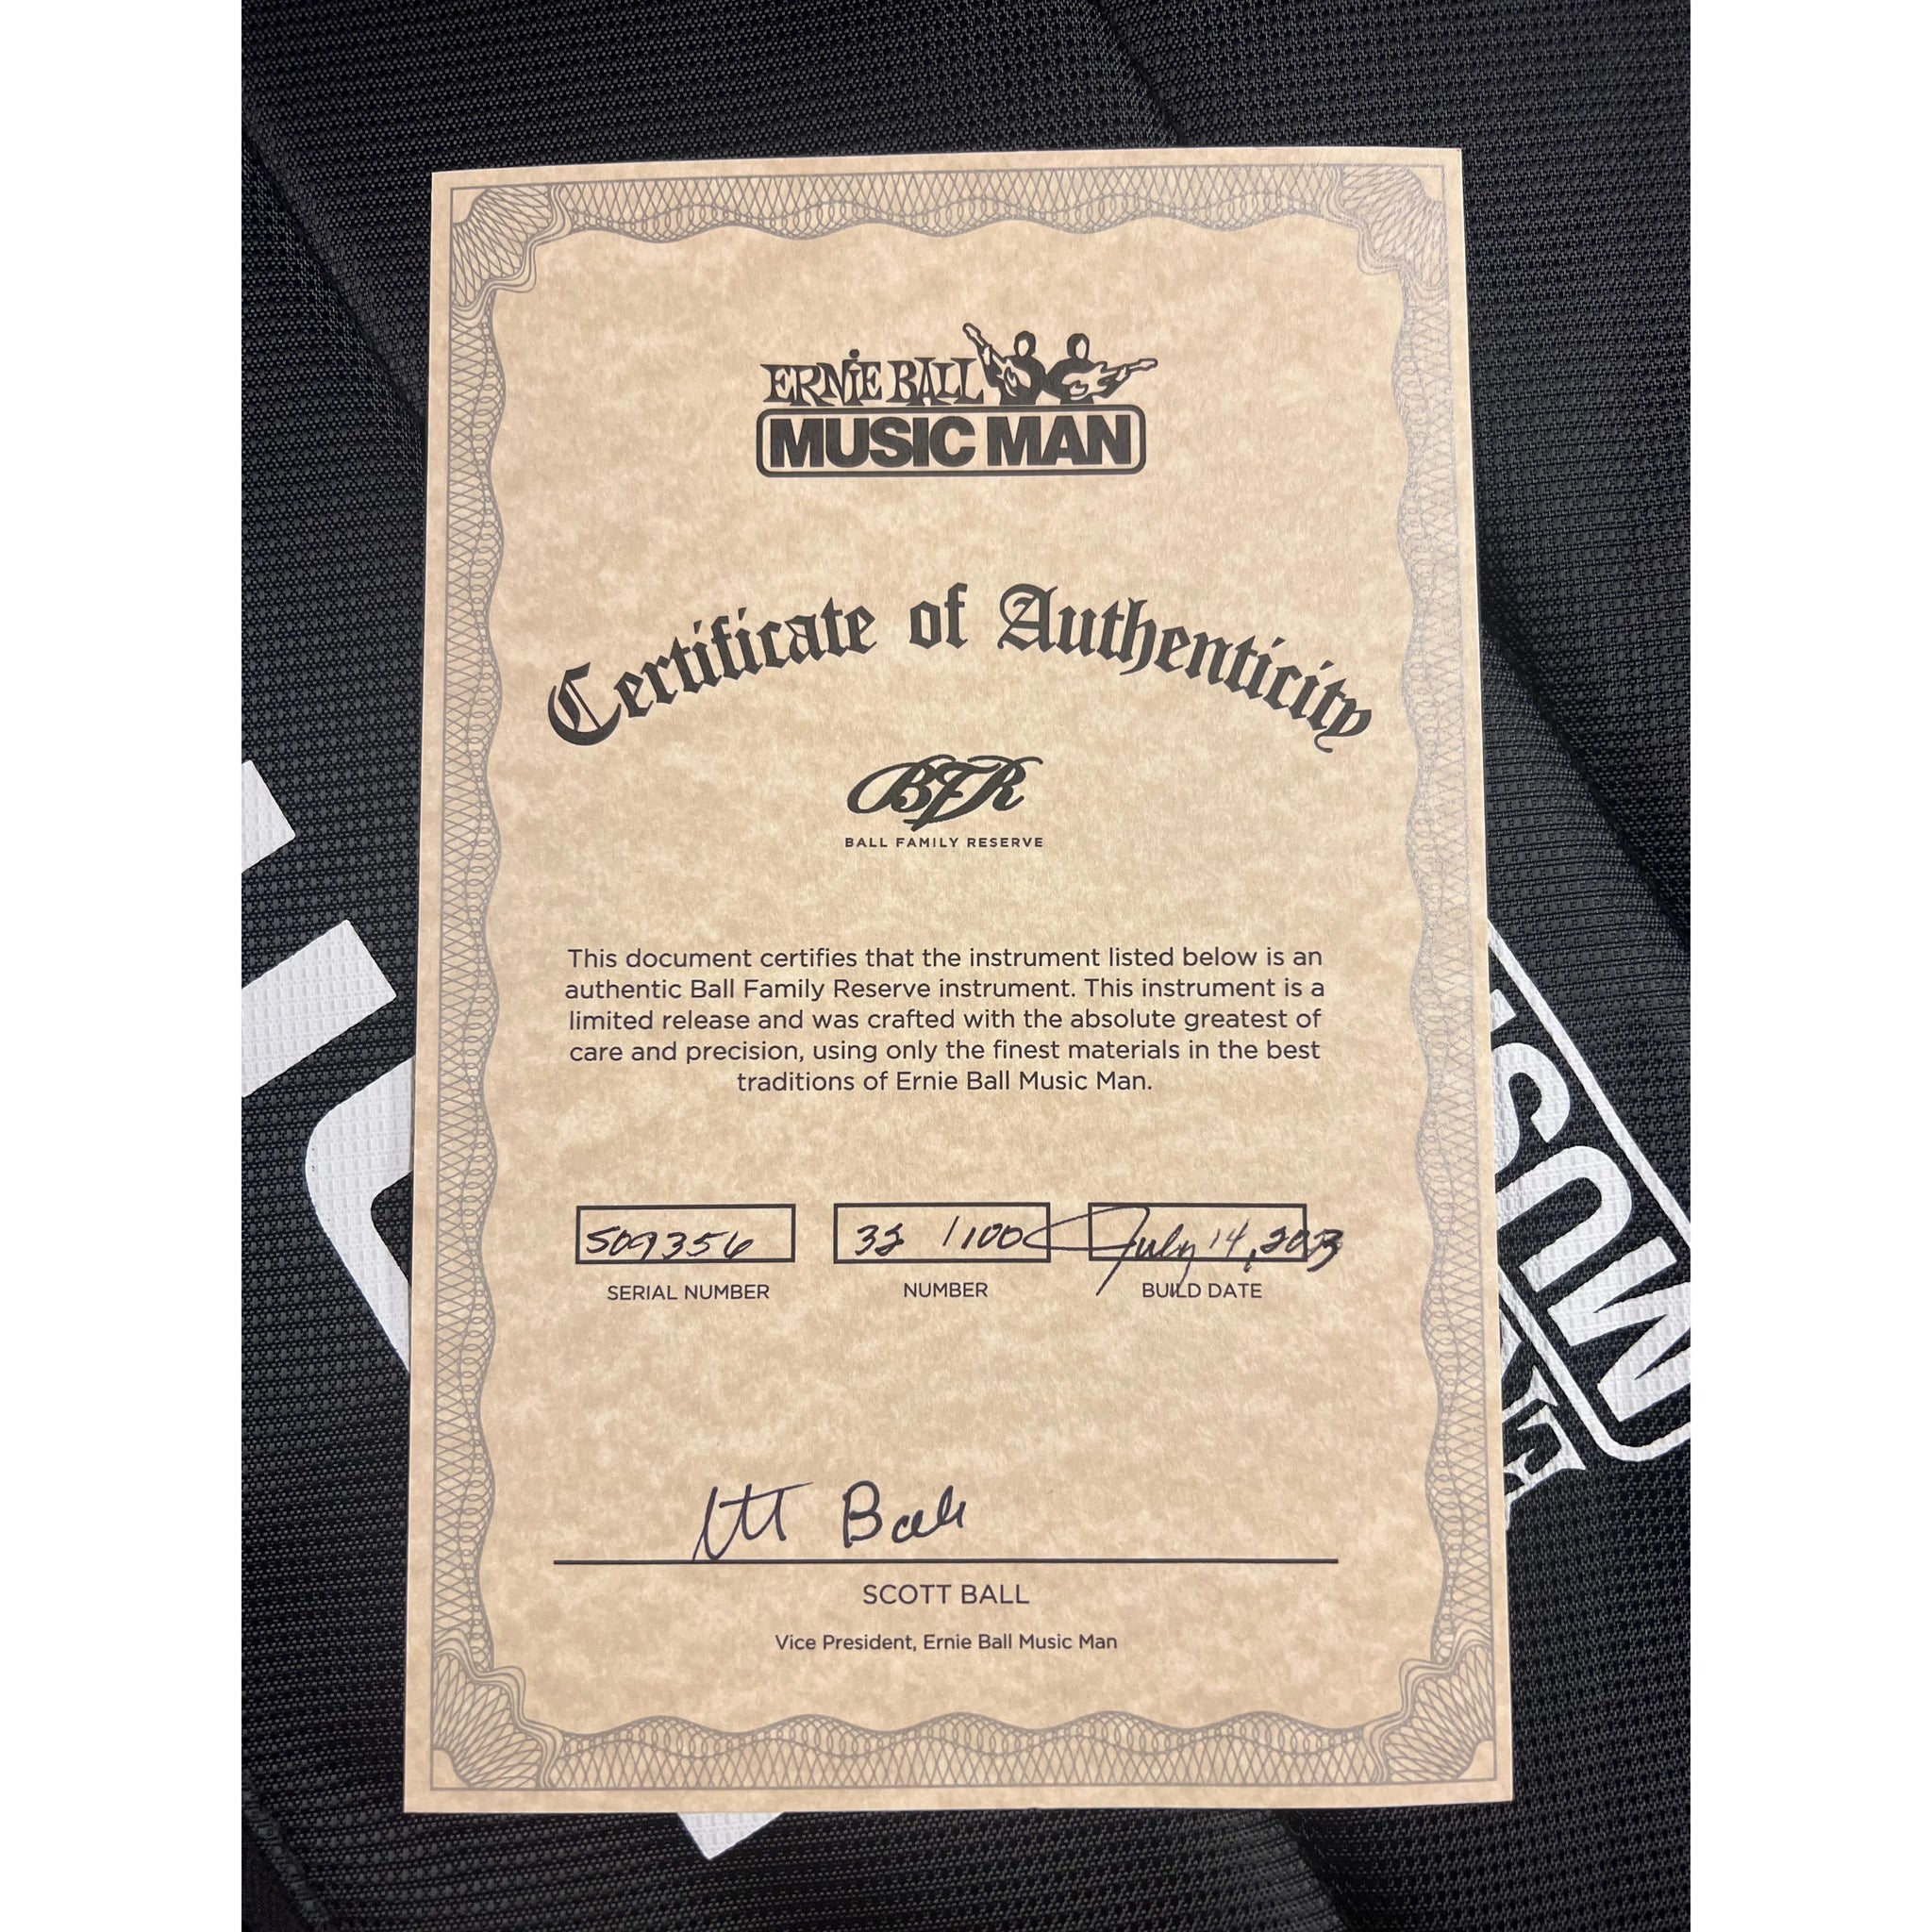 ERNIE BALL
MUSIC MAN
Certificate of Authenticity
BFR
BALL FAMILY RESERVE
This document certifies that the instrument listed below is an
authentic Ball Family Reserve instrument. This instrument is a
limited release and was crafted with the absolute greatest of
care and precision, using only the finest materials in the best
traditions of Ernie Ball Music Man.
S09356 32 /100 July 14, 2023
SERIAL NUMBER NUMBER BUILD DATE
Ball
SCOTT BALL
Vice President, Ernie Ball Music Man
MUSI